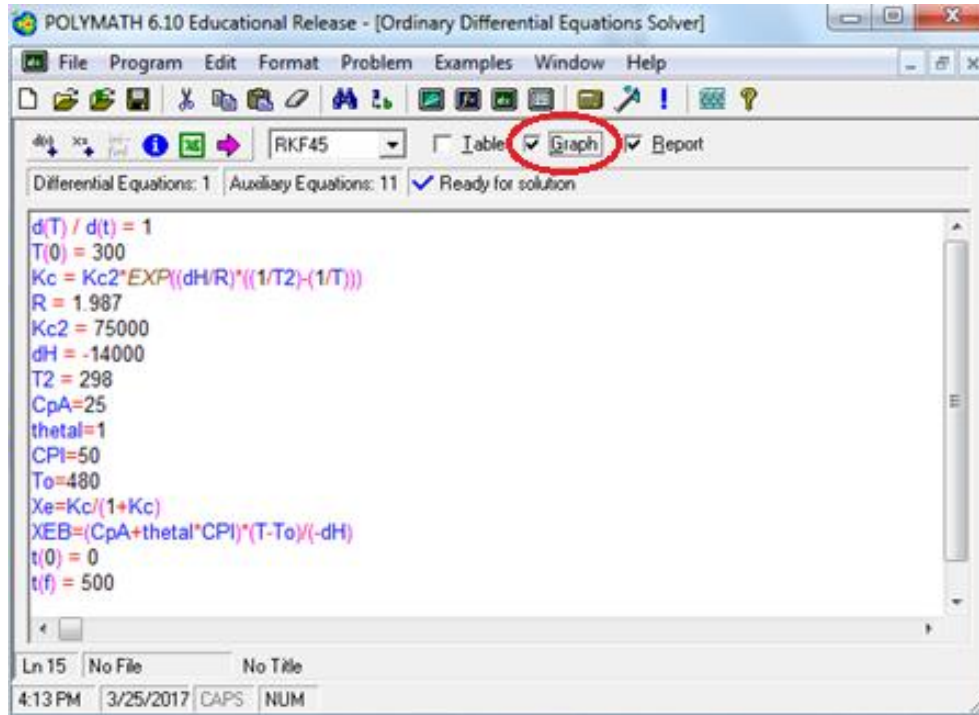 POLYMATH 6.10 Educational Release - [Ordinary Differential Equations Solver]
File Program Edit Format Problem Examples Window Help
RKF45 Table Graph Report
Differential Equations: 1 Auxiliary Equations: 11 Ready for solution
d(T) / d(t) = 1
T(0) = 300
Kc = Kc2*EXP((dH/R)*((1/T2)-(1/T)))
R = 1.987
Kc2 = 75000
dH = -14000
T2 = 298
CpA=25
thetaI=1
CPI=50
To=480
Xe=Kc/(1+Kc)
XEB=(CpA+thetaI*CPI)*(T-To)/(-dH)
t(0) = 0
t(f) = 500
Ln 15 No File No Title
4:13 PM 3/25/2017 CAPS NUM